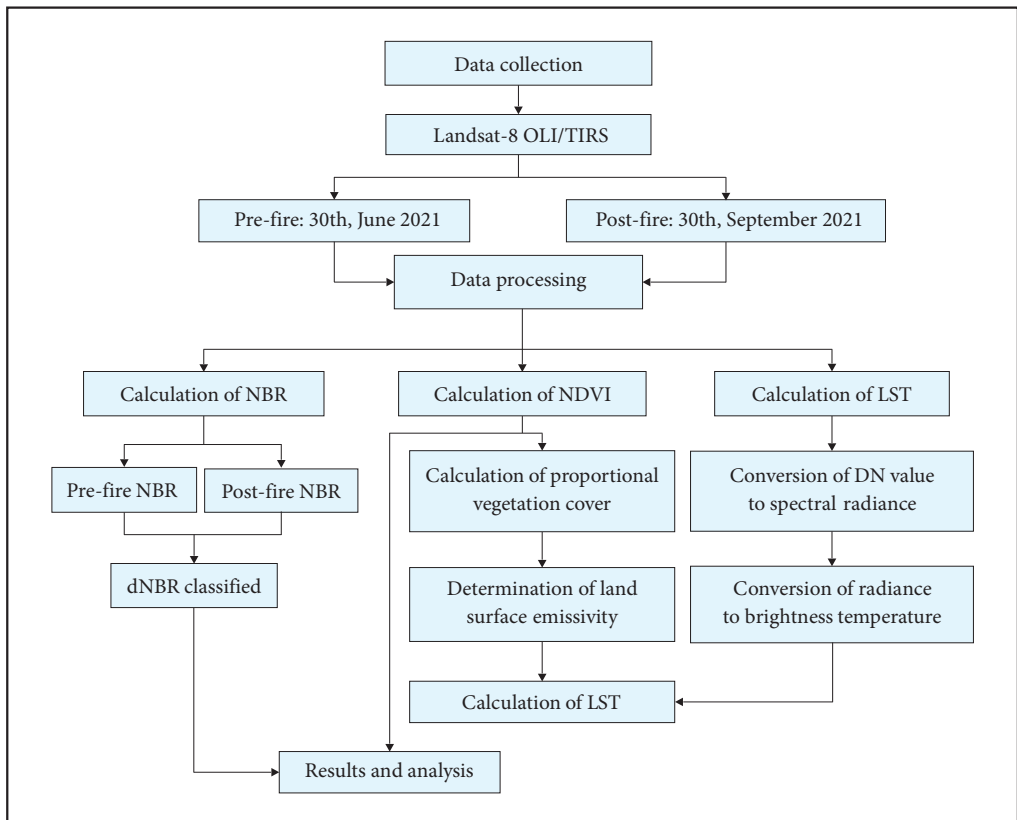 Data collection
Landsat-8 OLI/TIRS
Pre-fire: 30th, June 2021
Post-fire: 30th, September 2021
Data processing
Calculation of NBR
Calculation of NDVI
Calculation of LST
Pre-fire NBR
Post-fire NBR
Calculation of proportional
vegetation cover
Conversion of DN value
to spectral radiance
dNBR classified
Determination of land
surface emissivity
Conversion of radiance
to brightness temperature
Calculation of LST
Results and analysis